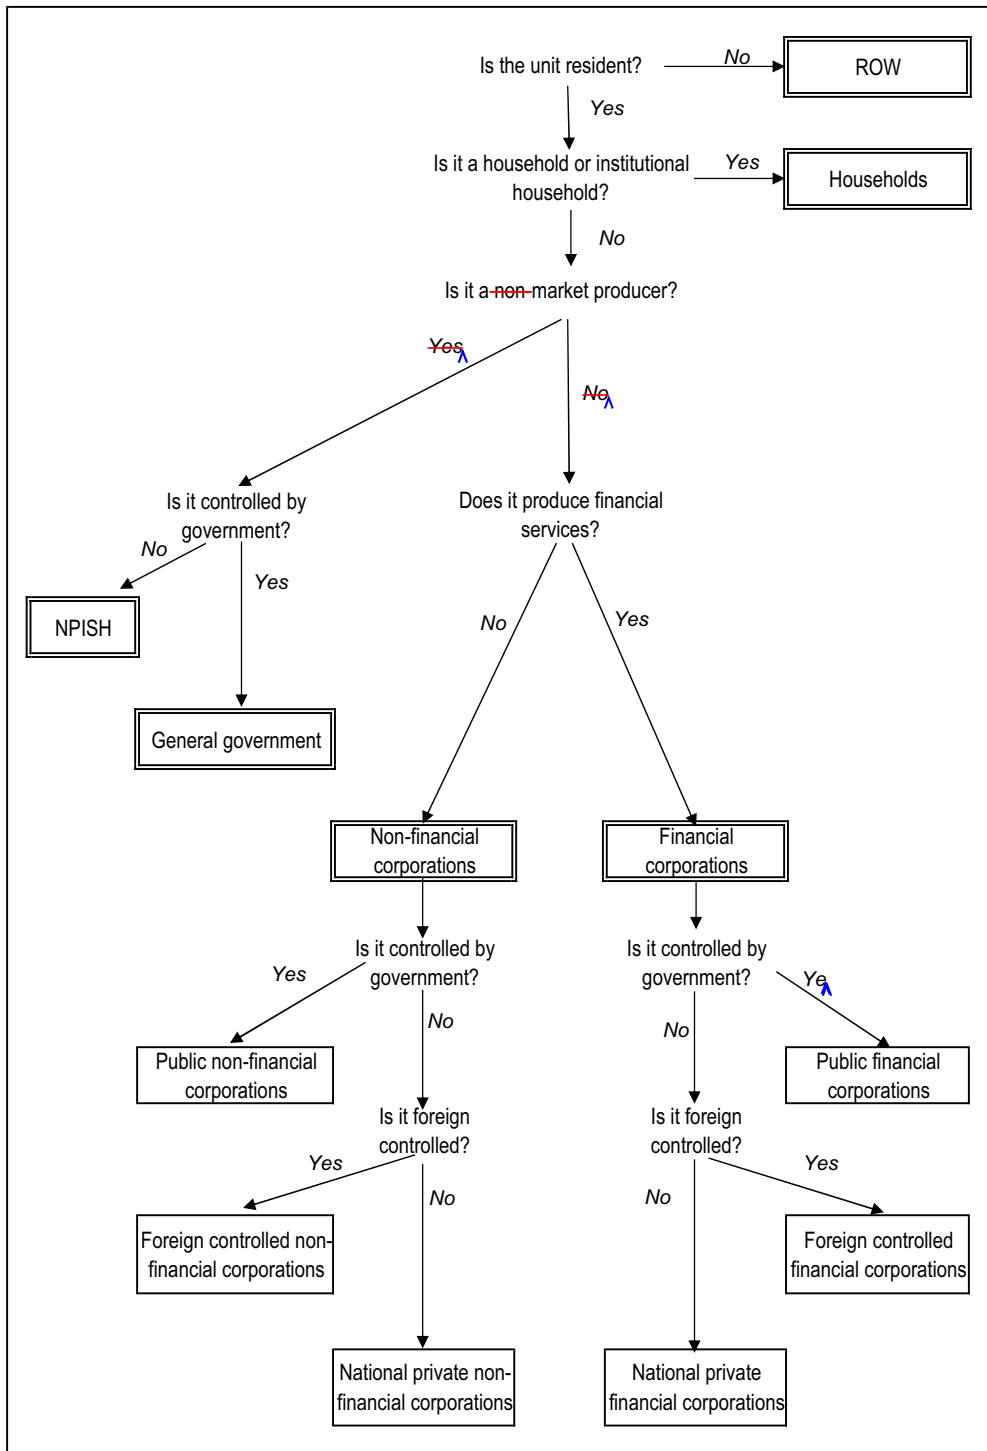 Is the unit resident?
No
ROW
Yes
Is it a household or institutional
household?
Yes
Households
No
Is it a non market producer?
Yes
No
Is it controlled by
government?
Does it produce financial
services?
No
Yes
NPISH
General government
No
Yes
Non-financial
corporations
Financial
corporations
Is it controlled by
government?
Is it controlled by
government?
Yes
No
No
Ye
Public non-financial
corporations
Public financial
corporations
Is it foreign
controlled?
Is it foreign
controlled?
Yes
No
No
Yes
Foreign controlled non-
financial corporations
Foreign controlled
financial corporations
National private non-
financial corporations
National private
financial corporations